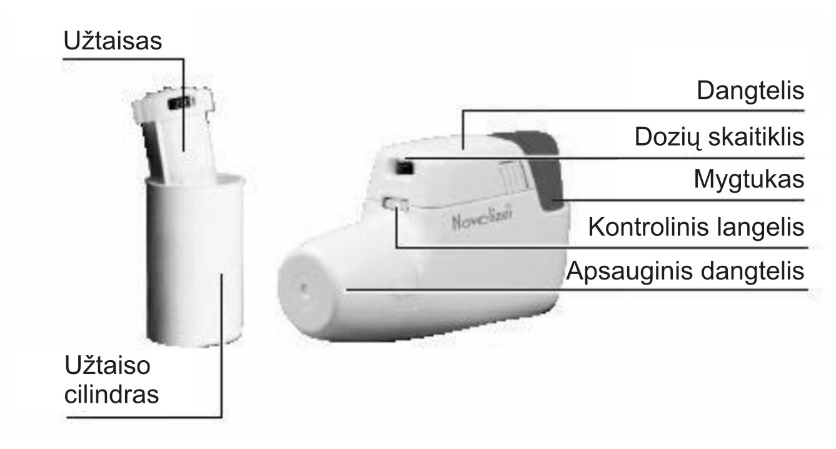 Užtaisas
Dangtelis
Dozių skaitiklis
Mygtukas
Novolizer
Kontrolinis langelis
Apsauginis dangtelis
Užtaiso
cilindras